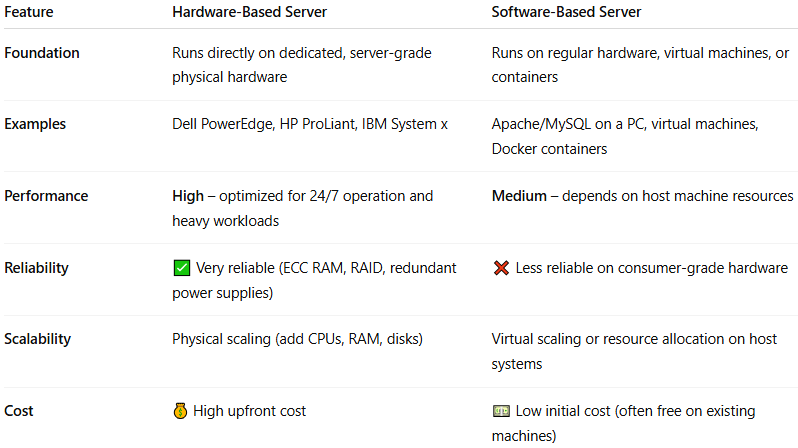 Feature Hardware-Based Server Software-Based Server
Foundation Runs directly on dedicated, server-grade Runs on regular hardware, virtual machines, or
physical hardware containers
Examples Dell PowerEdge, HP ProLiant, IBM System x Apache/MySQL on a PC, virtual machines,
Docker containers
Performance High – optimized for 24/7 operation and Medium – depends on host machine resources
heavy workloads
Reliability ✅ Very reliable (ECC RAM, RAID, redundant ❌ Less reliable on consumer-grade hardware
power supplies)
Scalability Physical scaling (add CPUs, RAM, disks) Virtual scaling or resource allocation on host
systems
Cost 💰 High upfront cost 💵 Low initial cost (often free on existing
machines)